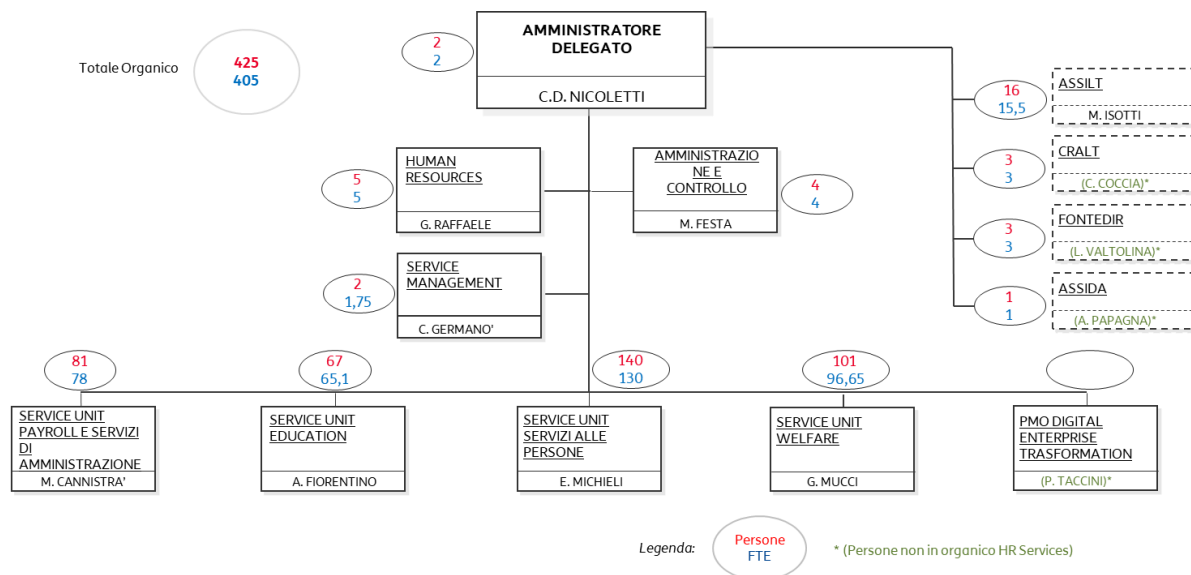 AMMINISTRATORE
DELEGATO
C.D. NICOLETTI
2
2
Totale Organico
425
405
16
15,5
ASSILT
M. ISOTTI
3
3
CRALT
(C. COCCIA)*
3
3
FONTEDIR
(L. VALTOLINA)*
1
1
ASSIDA
(A. PAPAGNA)*
5
5
HUMAN
RESOURCES
G. RAFFAELE
AMMINISTRAZIO
NE E
CONTROLLO
M. FESTA
4
4
2
1,75
SERVICE
MANAGEMENT
C. GERMANO'
81
78
SERVICE UNIT
PAYROLL E SERVIZI
DI
AMMINISTRAZIONE
M. CANNISTRA’
67
65,1
SERVICE UNIT
EDUCATION
A. FIORENTINO
140
130
SERVICE UNIT
SERVIZI ALLE
PERSONE
E. MICHIELI
101
96,65
SERVICE UNIT
WELFARE
G. MUCCI
PMO DIGITAL
ENTERPRISE
TRASFORMATION
(P. TACCINI)*
Legenda:
Persone
FTE
* (Persone non in organico HR Services)